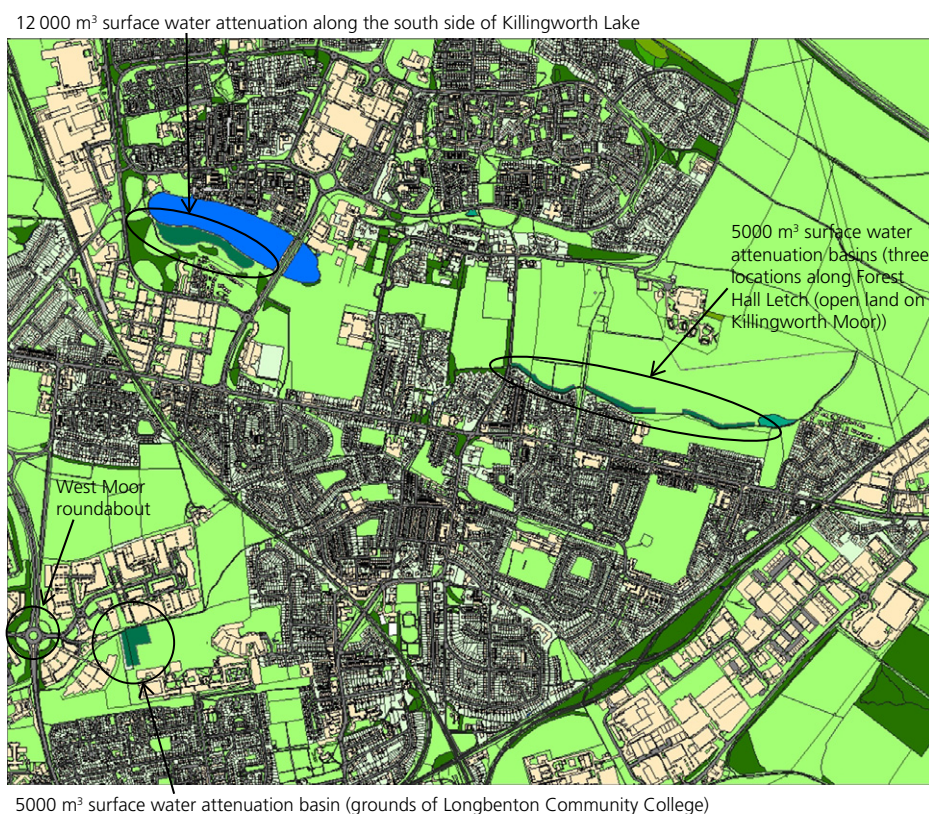 12 000 m³ surface water attenuation along the south side of Killingworth Lake
5000 m³ surface water
attenuation basins (three
locations along Forest
Hall Letch (open land on
Killingworth Moor))
West Moor
roundabout
5000 m³ surface water attenuation basin (grounds of Longbenton Community College)